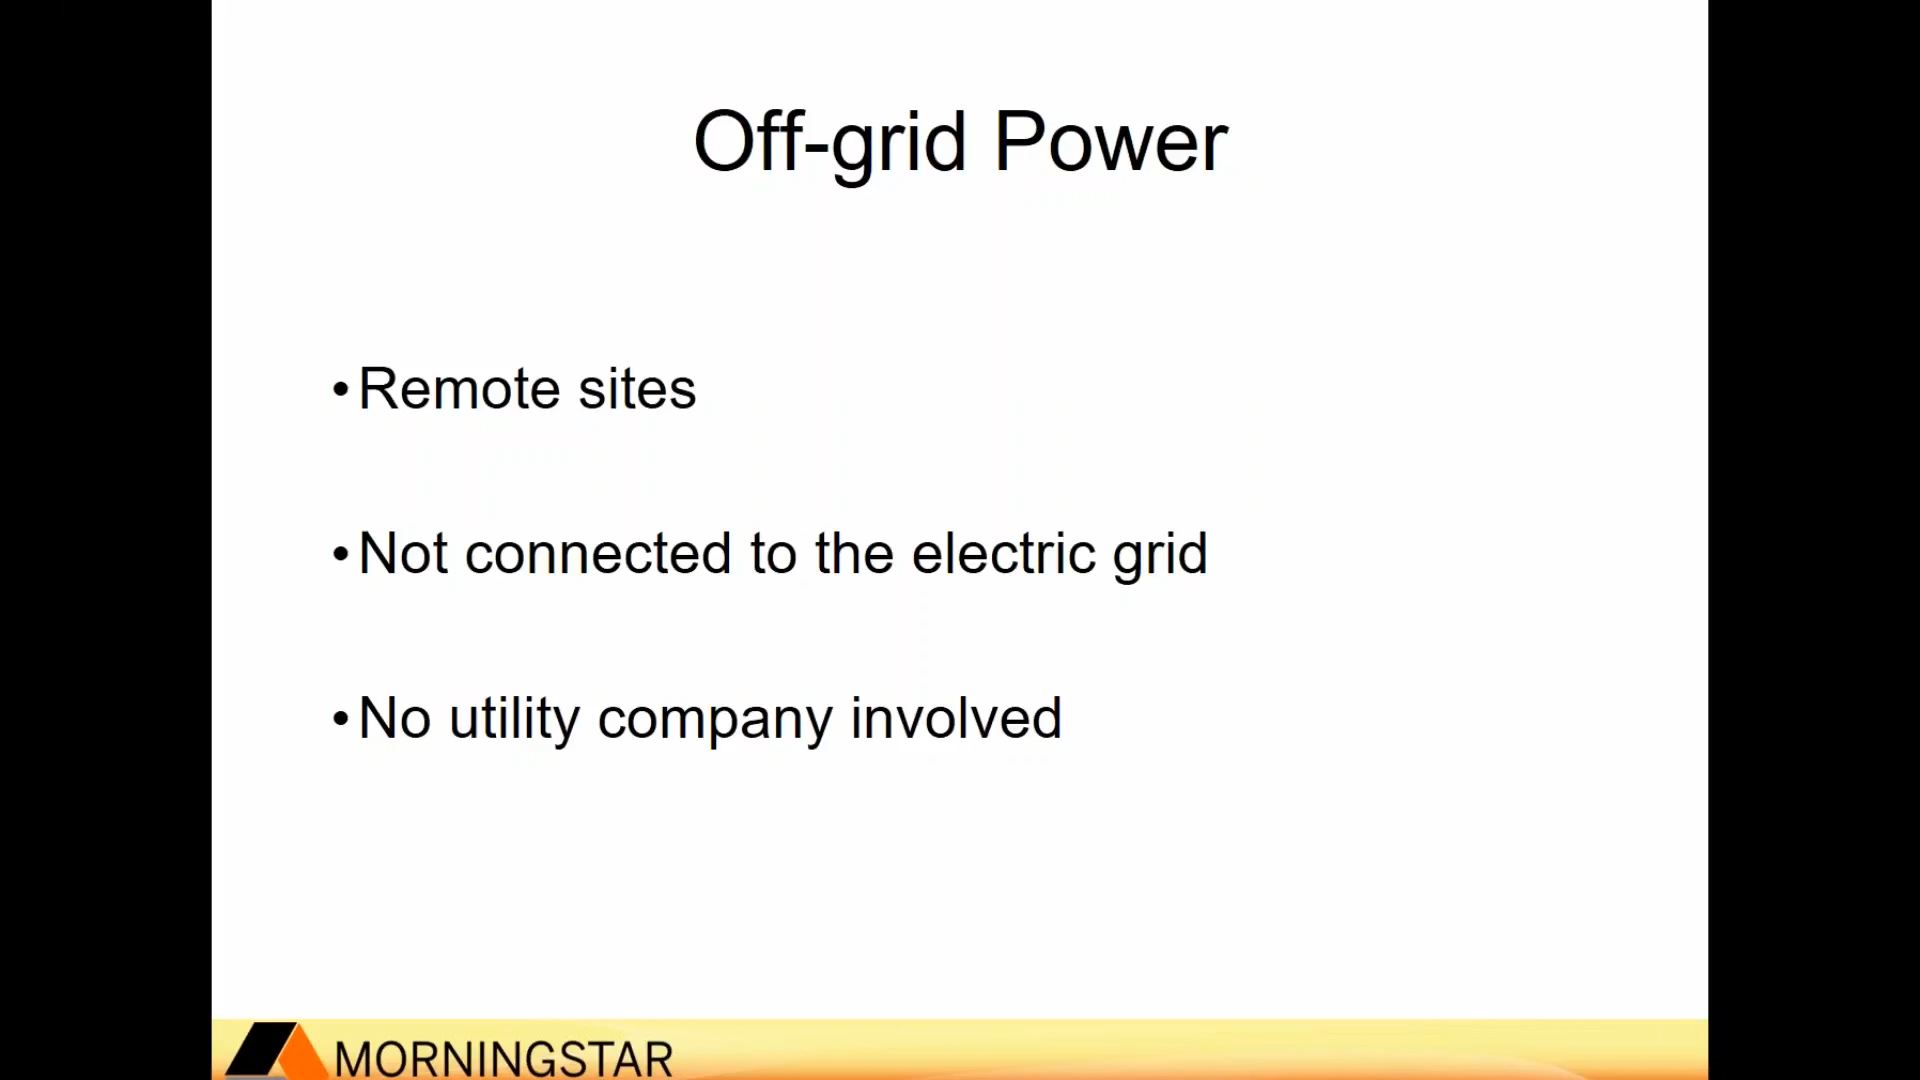 Off-grid Power
•Remote sites
•Not connected to the electric grid
•No utility company involved
MORNINGSTAR